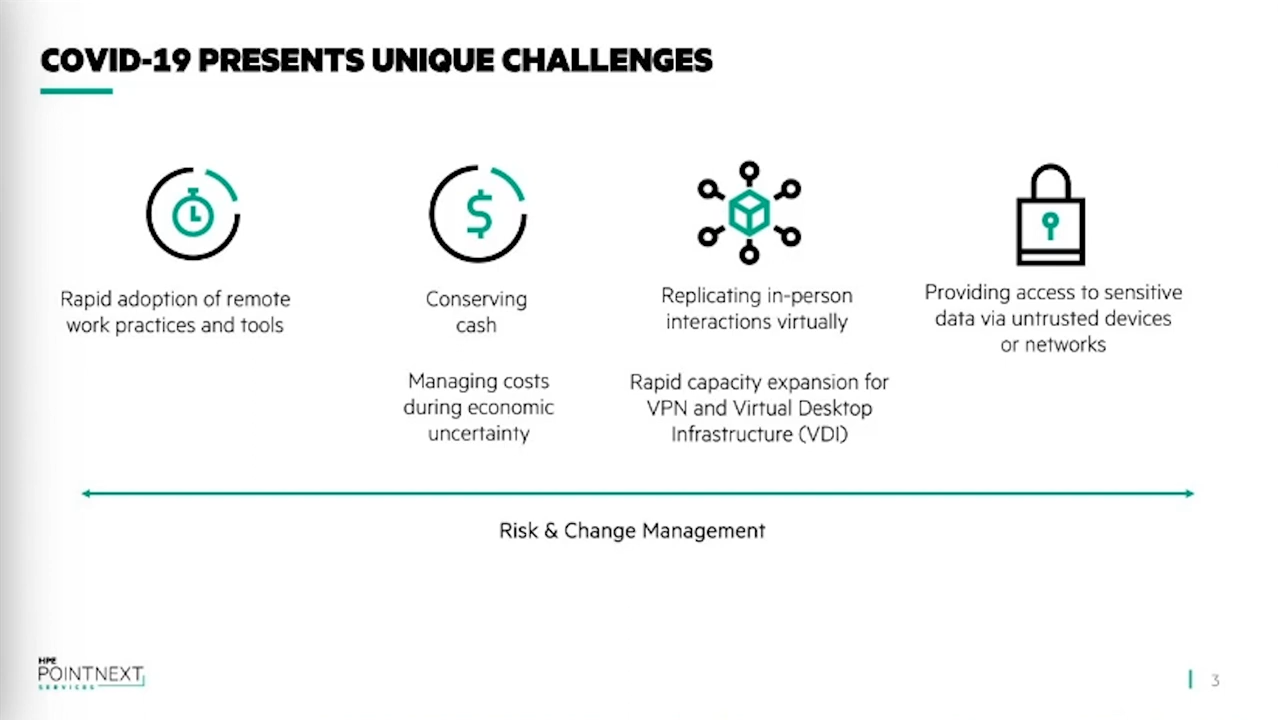 COVID-19 PRESENTS UNIQUE CHALLENGES
Rapid adoption of remote
work practices and tools
Conserving
cash
Managing costs
during economic
uncertainty
Replicating in-person
interactions virtually
Rapid capacity expansion for
VPN and Virtual Desktop
Infrastructure (VDI)
Providing access to sensitive
data via untrusted devices
or networks
Risk & Change Management
HPE
POINTNEXT
SERVICES
3